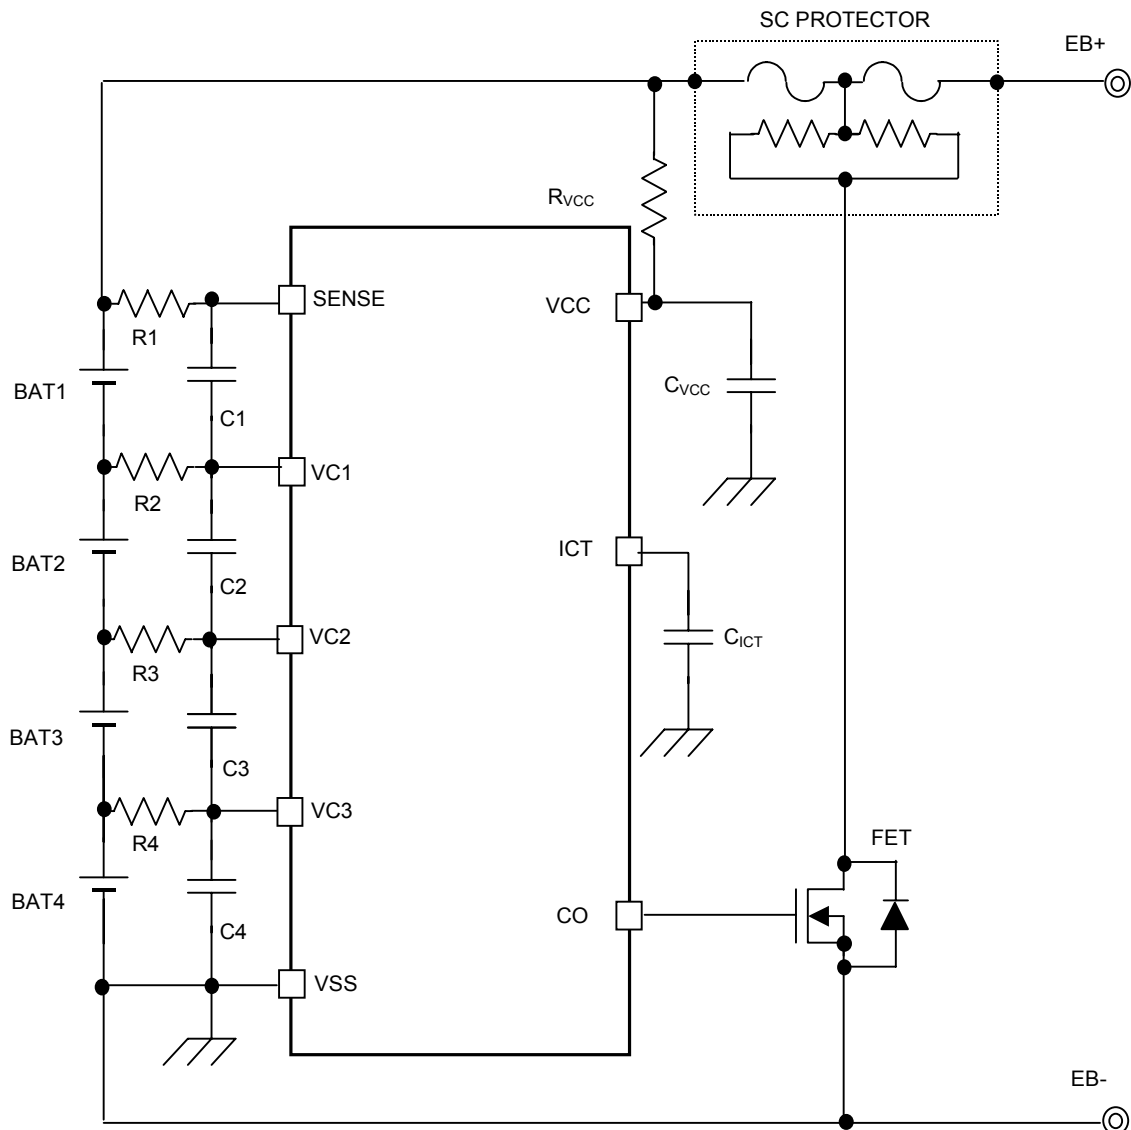 SC PROTECTOR
EB+
RVCC
SENSE
VCC
R1
BAT1
CVCC
C1
VC1
R2
ICT
BAT2
C2
VC2
CICT
R3
BAT3
C3
VC3
R4
FET
BAT4
CO
C4
VSS
EB-